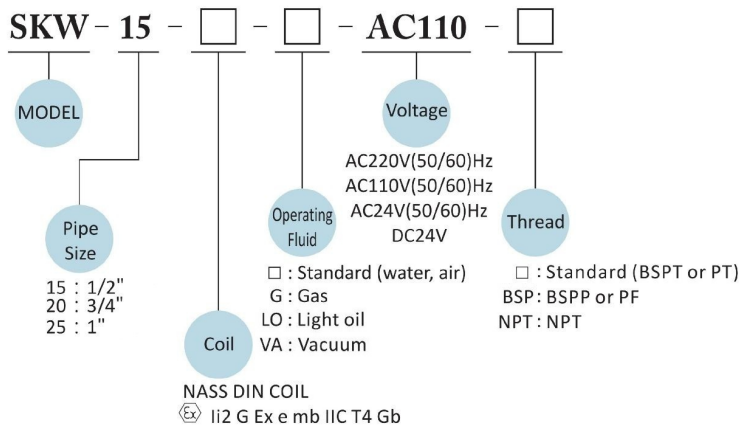 SKW - 15 - □ - □ - AC110 - □
MODEL
Pipe
Size
15 : 1/2"
20 : 3/4"
25 : 1"
Coil
NASS DIN COIL
Ex Ii2 G Ex e mb IIC T4 Gb
Operating
Fluid
□ : Standard (water, air)
G : Gas
LO : Light oil
VA : Vacuum
Voltage
AC220V(50/60)Hz
AC110V(50/60)Hz
AC24V(50/60)Hz
DC24V
Thread
□ : Standard (BSPT or PT)
BSP : BSPP or PF
NPT : NPT